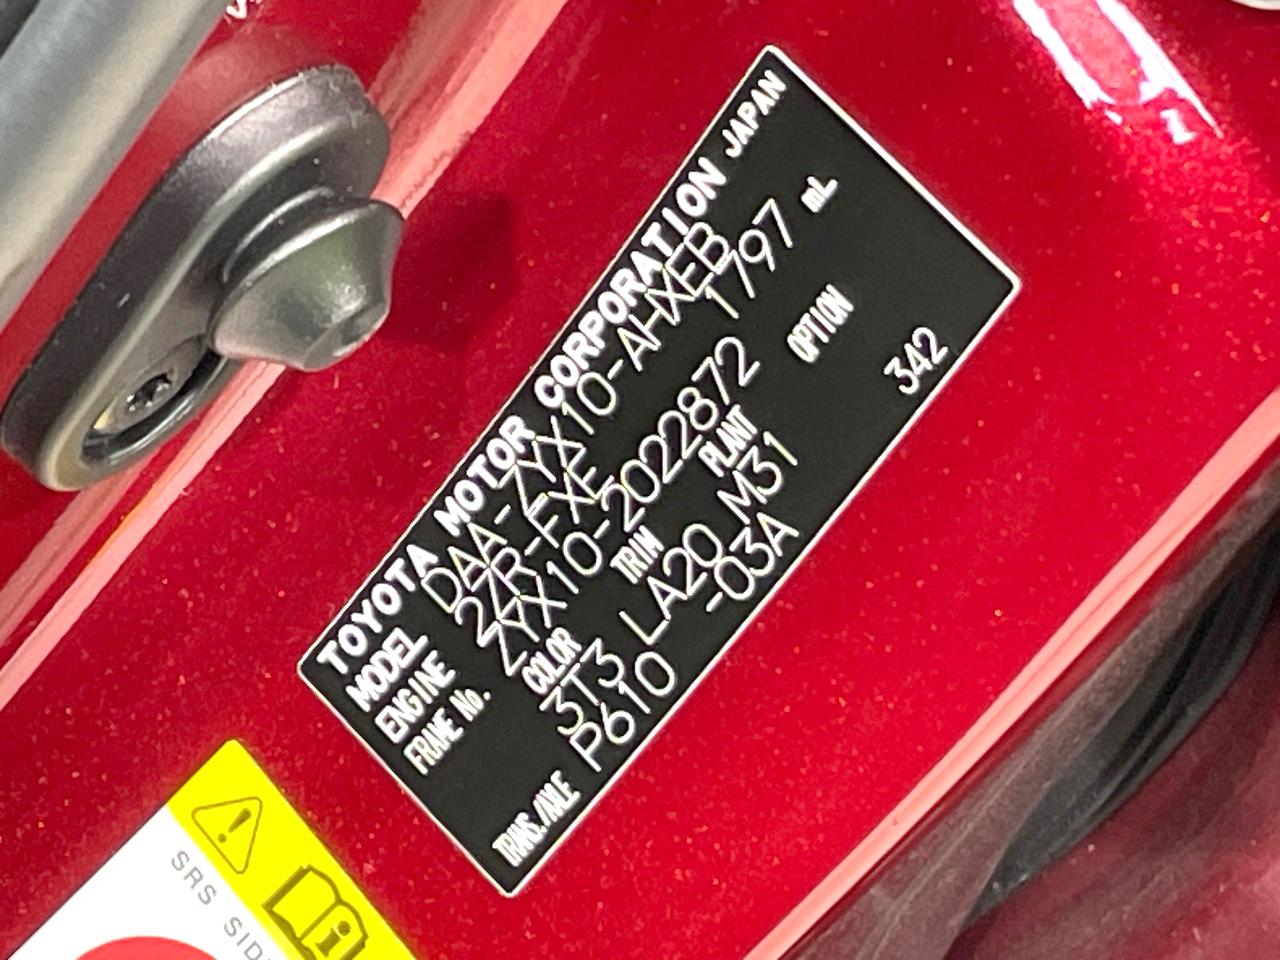 TOYOTA MOTOR CORPORATION JAPAN
MODEL DAA-ZYX10-AHXEB
ENGINE 2ZR-FXE 1797 mL
FRAME No. ZYX10-2022872
COLOR TRIM PLANT OPTION
3T3 LA20 M31 342
TRANS./AXLE P610 -03A
SRS SID